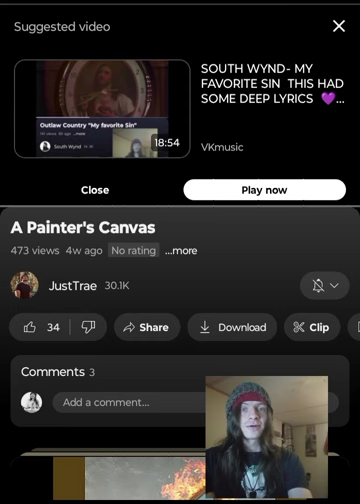 Suggested video
SOUTH WYND- MY
FAVORITE SIN THIS HAD
SOME DEEP LYRICS 💜...
Outlaw Country "My favorite Sin"
South Wynd
18:54
VKmusic
Close
Play now
A Painter's Canvas
473 views 4w ago No rating ...more
JustTrae 30.1K
34
Share
Download
Clip
Comments 3
Add a comment...